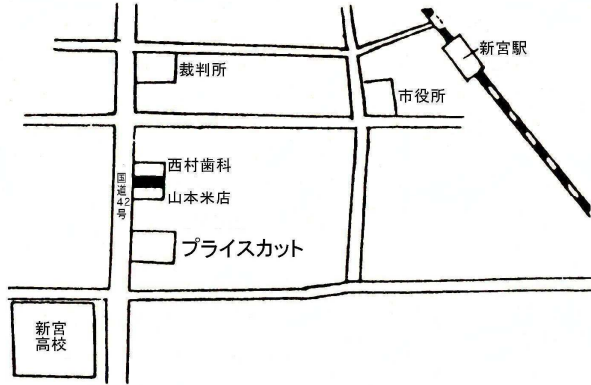 新宮駅
裁判所
市役所
西村歯科
国道42号
山本米店
プライスカット
新宮
高校